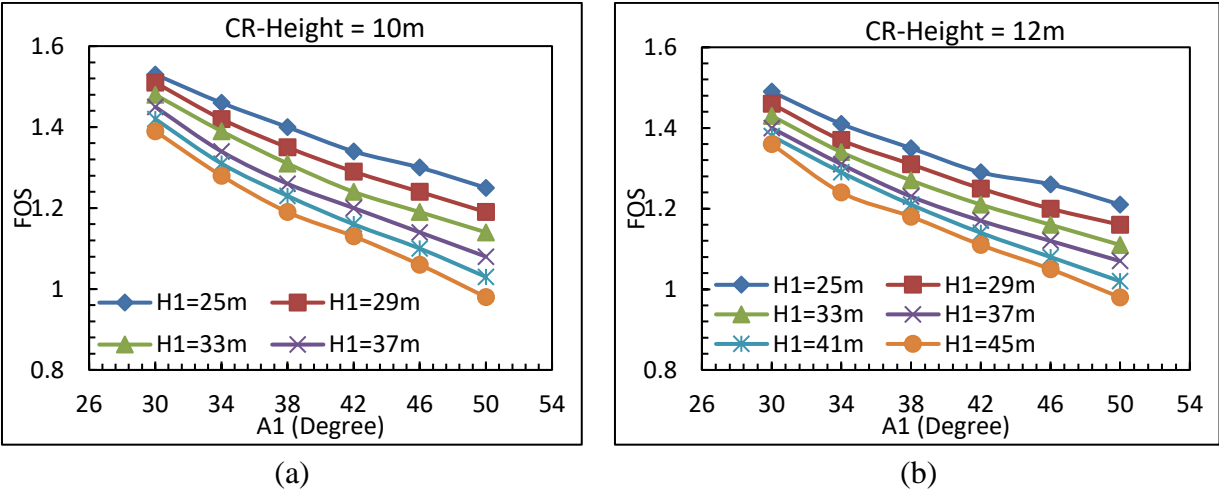 CR-Height = 10m
1.6
1.4
1.2
1
0.8
FOS
H1=25m H1=29m
H1=33m H1=37m
26 30 34 38 42 46 50 54
A1 (Degree)
(a)
CR-Height = 12m
1.6
1.4
1.2
1
0.8
FOS
H1=25m H1=29m
H1=33m H1=37m
H1=41m H1=45m
26 30 34 38 42 46 50 54
A1 (Degree)
(b)